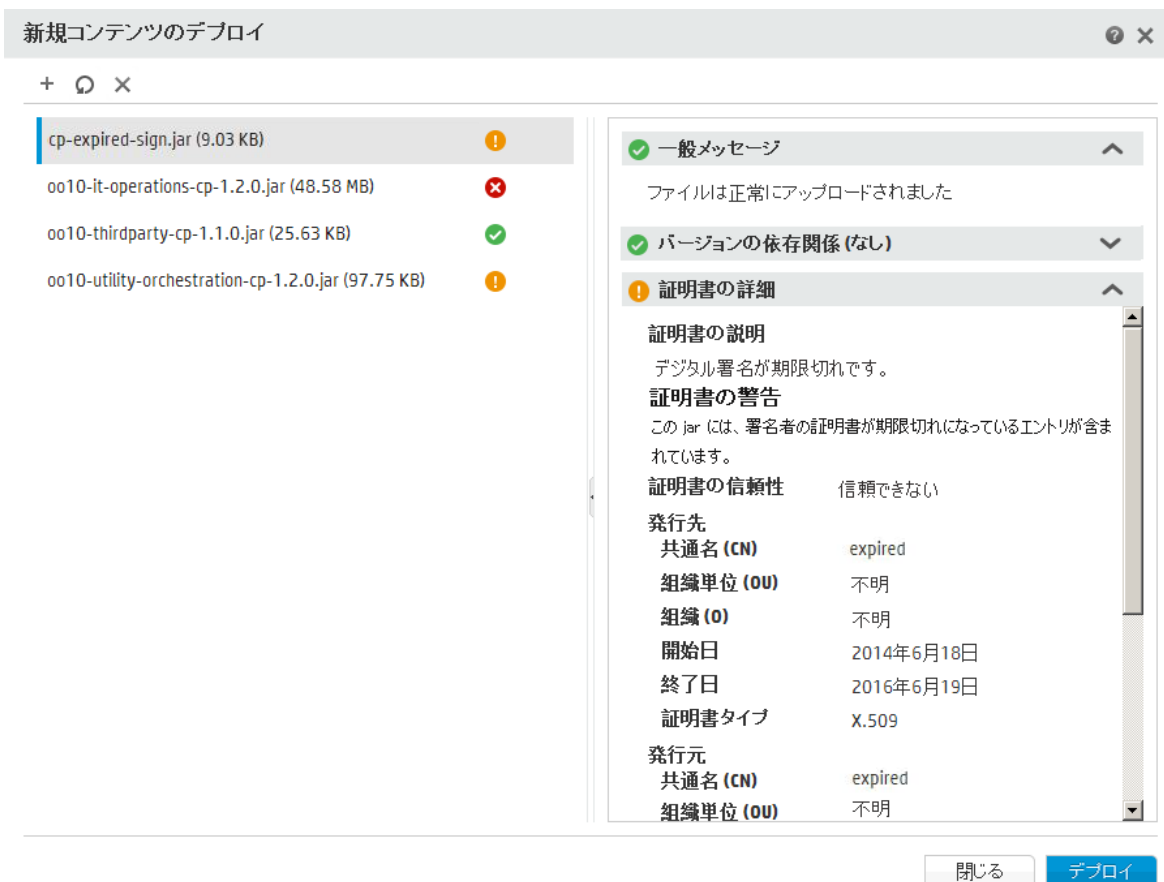 新規コンテンツのデプロイ
cp-expired-sign.jar (9.03 KB)
oo10-it-operations-cp-1.2.0.jar (48.58 MB)
oo10-thirdparty-cp-1.1.0.jar (25.63 KB)
oo10-utility-orchestration-cp-1.2.0.jar (97.75 KB)
一般メッセージ
ファイルは正常にアップロードされました
バージョンの依存関係 (なし)
証明書の詳細
証明書の説明
デジタル署名が期限切れです。
証明書の警告
この jar には、署名者の証明書が期限切れになっているエントリが含ま
れています。
証明書の信頼性 信頼できない
発行先
共通名 (CN) expired
組織単位 (OU) 不明
組織 (O) 不明
開始日 2014年6月18日
終了日 2016年6月19日
証明書タイプ X.509
発行元
共通名 (CN) expired
組織単位 (OU) 不明
閉じる デプロイ